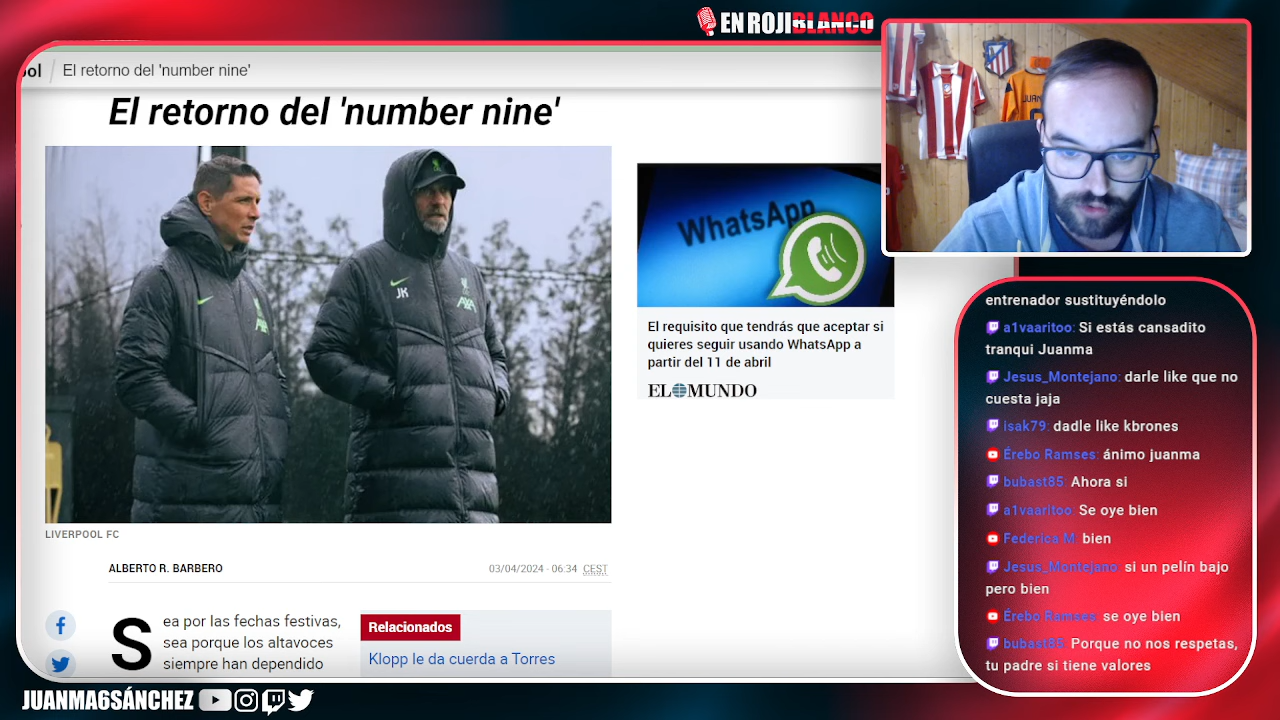 EN ROJIBLANCO
ool / El retorno del 'number nine'
El retorno del 'number nine'
JK
AXA
AXA
LIVERPOOL FC
ALBERTO R. BARBERO
03/04/2024 - 06:34 CEST
Sea por las fechas festivas,
sea porque los altavoces
siempre han dependido
Relacionados
Klopp le da cuerda a Torres
WhatsApp
El requisito que tendrás que aceptar si
quieres seguir usando WhatsApp a
partir del 11 de abril
EL MUNDO
JUAN
entrenador sustituyéndolo
a1vaaritoo: Si estás cansadito
tranqui Juanma
Jesus_Montejano: darle like que no
cuesta jaja
isak79: dadle like kbrones
Érebo Ramses: ánimo juanma
bubast85: Ahora si
a1vaaritoo: Se oye bien
Federica M: bien
Jesus_Montejano: si un pelín bajo
pero bien
Érebo Ramses: se oye bien
bubast85: Porque no nos respetas,
tu padre si tiene valores
JUANMA6SÁNCHEZ